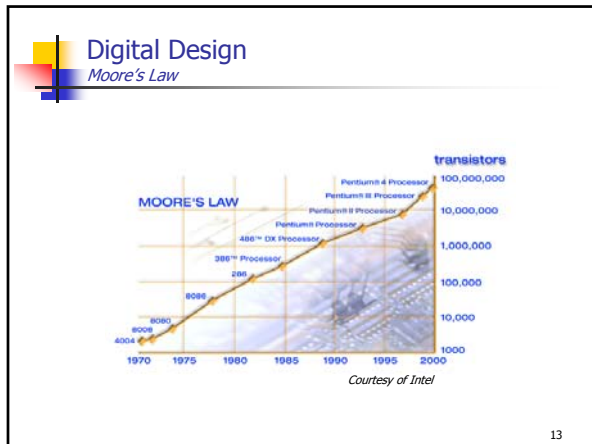 Digital Design
Moore's Law
transistors
MOORE'S LAW
Pentium® 4 Processor
100,000,000
Pentium® III Processor
Pentium® II Processor
10,000,000
Pentium® Processor
486™ DX Processor
1,000,000
386™ Processor
286
100,000
8086
10,000
8080
8008
4004
1000
1970 1975 1980 1985 1990 1995 2000
Courtesy of Intel
13